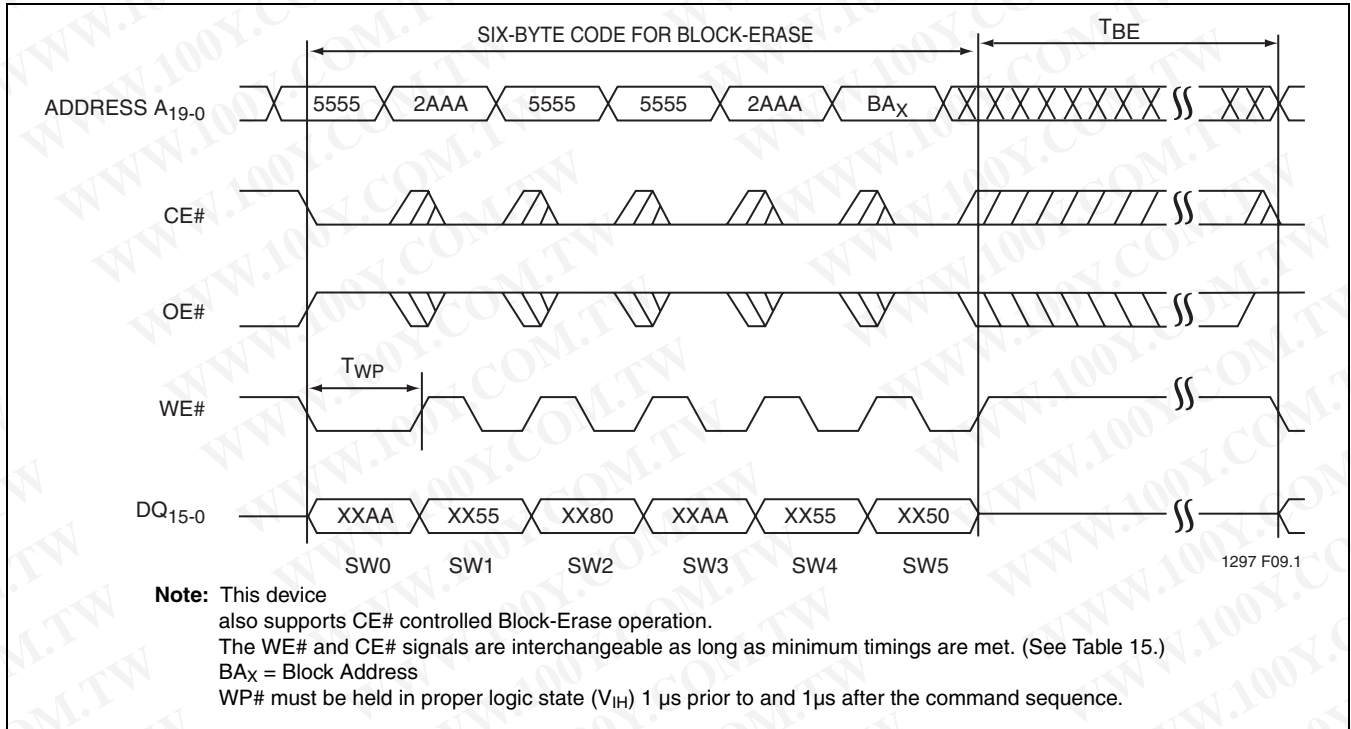 SIX-BYTE CODE FOR BLOCK-ERASE
TBE
ADDRESS A19-0
5555 2AAA 5555 5555 2AAA BAX
CE#
OE#
TWP
WE#
DQ15-0
XXAA XX55 XX80 XXAA XX55 XX50
SW0 SW1 SW2 SW3 SW4 SW5
1297 F09.1
Note: This device
also supports CE# controlled Block-Erase operation.
The WE# and CE# signals are interchangeable as long as minimum timings are met. (See Table 15.)
BAX = Block Address
WP# must be held in proper logic state (VIH) 1 µs prior to and 1µs after the command sequence.
WWW.100Y.COM.TW